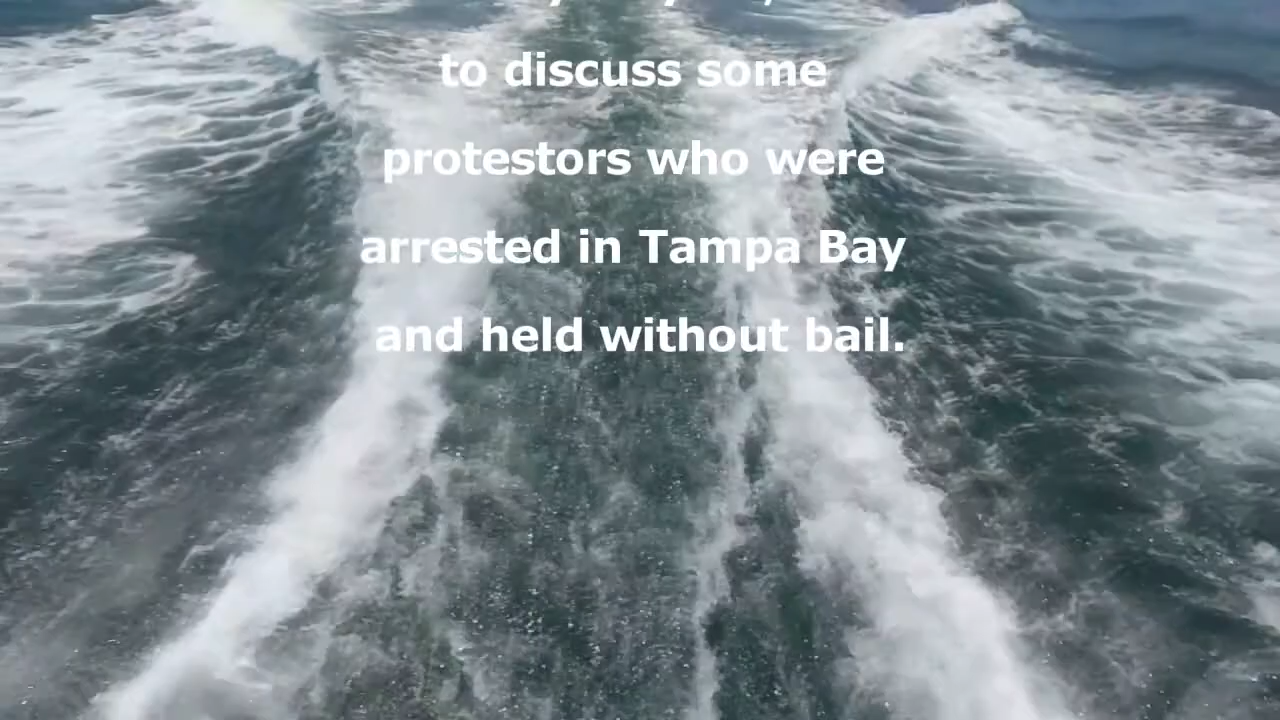 to discuss some
protestors who were
arrested in Tampa Bay
and held without bail.